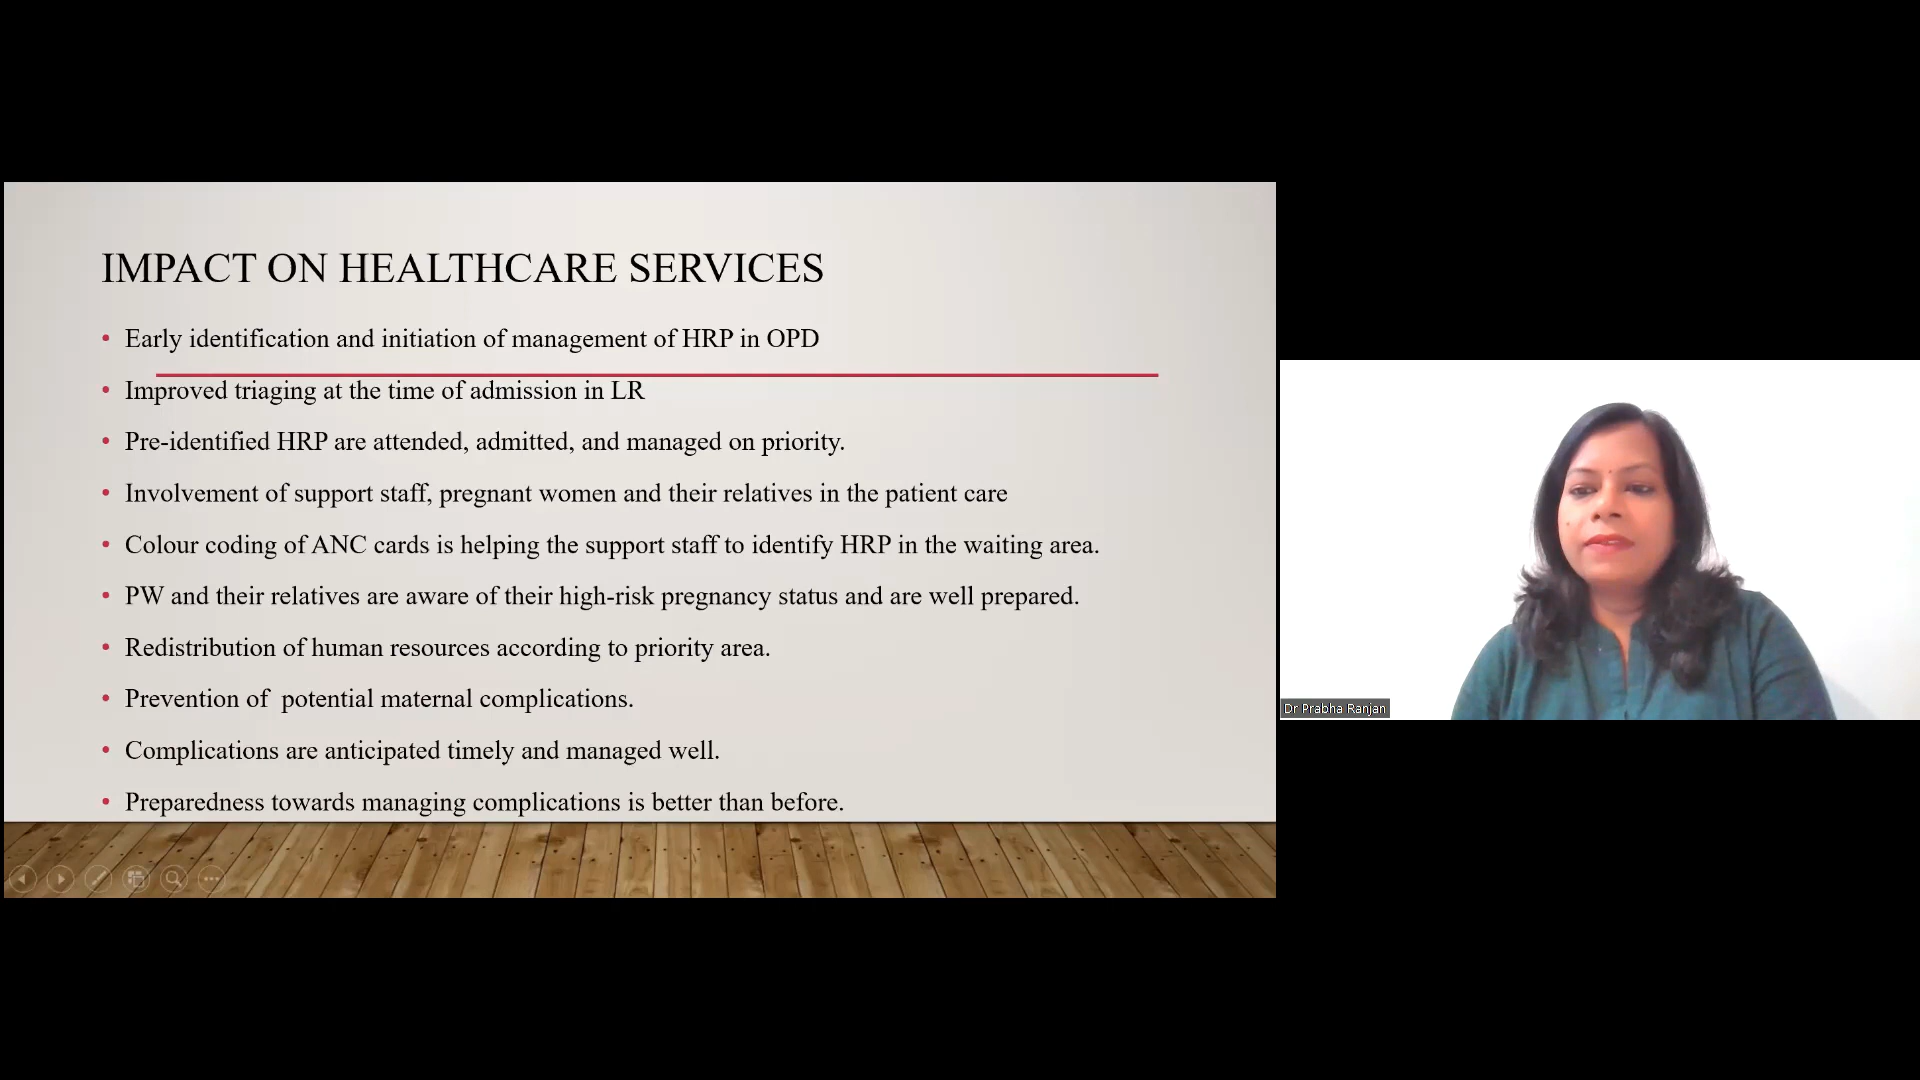 IMPACT ON HEALTHCARE SERVICES
• Early identification and initiation of management of HRP in OPD
• Improved triaging at the time of admission in LR
• Pre-identified HRP are attended, admitted, and managed on priority.
• Involvement of support staff, pregnant women and their relatives in the patient care
• Colour coding of ANC cards is helping the support staff to identify HRP in the waiting area.
• PW and their relatives are aware of their high-risk pregnancy status and are well prepared.
• Redistribution of human resources according to priority area.
• Prevention of  potential maternal complications.
• Complications are anticipated timely and managed well.
• Preparedness towards managing complications is better than before.
Dr Prabha Ranjan